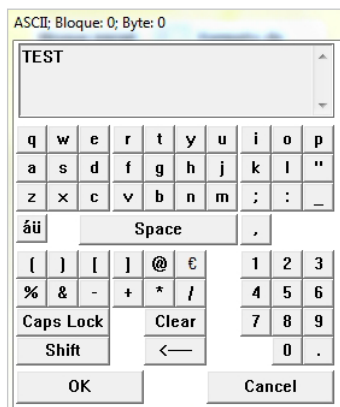 ASCII; Bloque: 0; Byte: 0
TEST
q w e r t y u i o p
a s d f g h j k l "
z x c v b n m ; : _
áü Space ,
( ) [ ] @ € 1 2 3
% & - + * / 4 5 6
Caps Lock Clear 7 8 9
Shift <— 0 .
OK Cancel